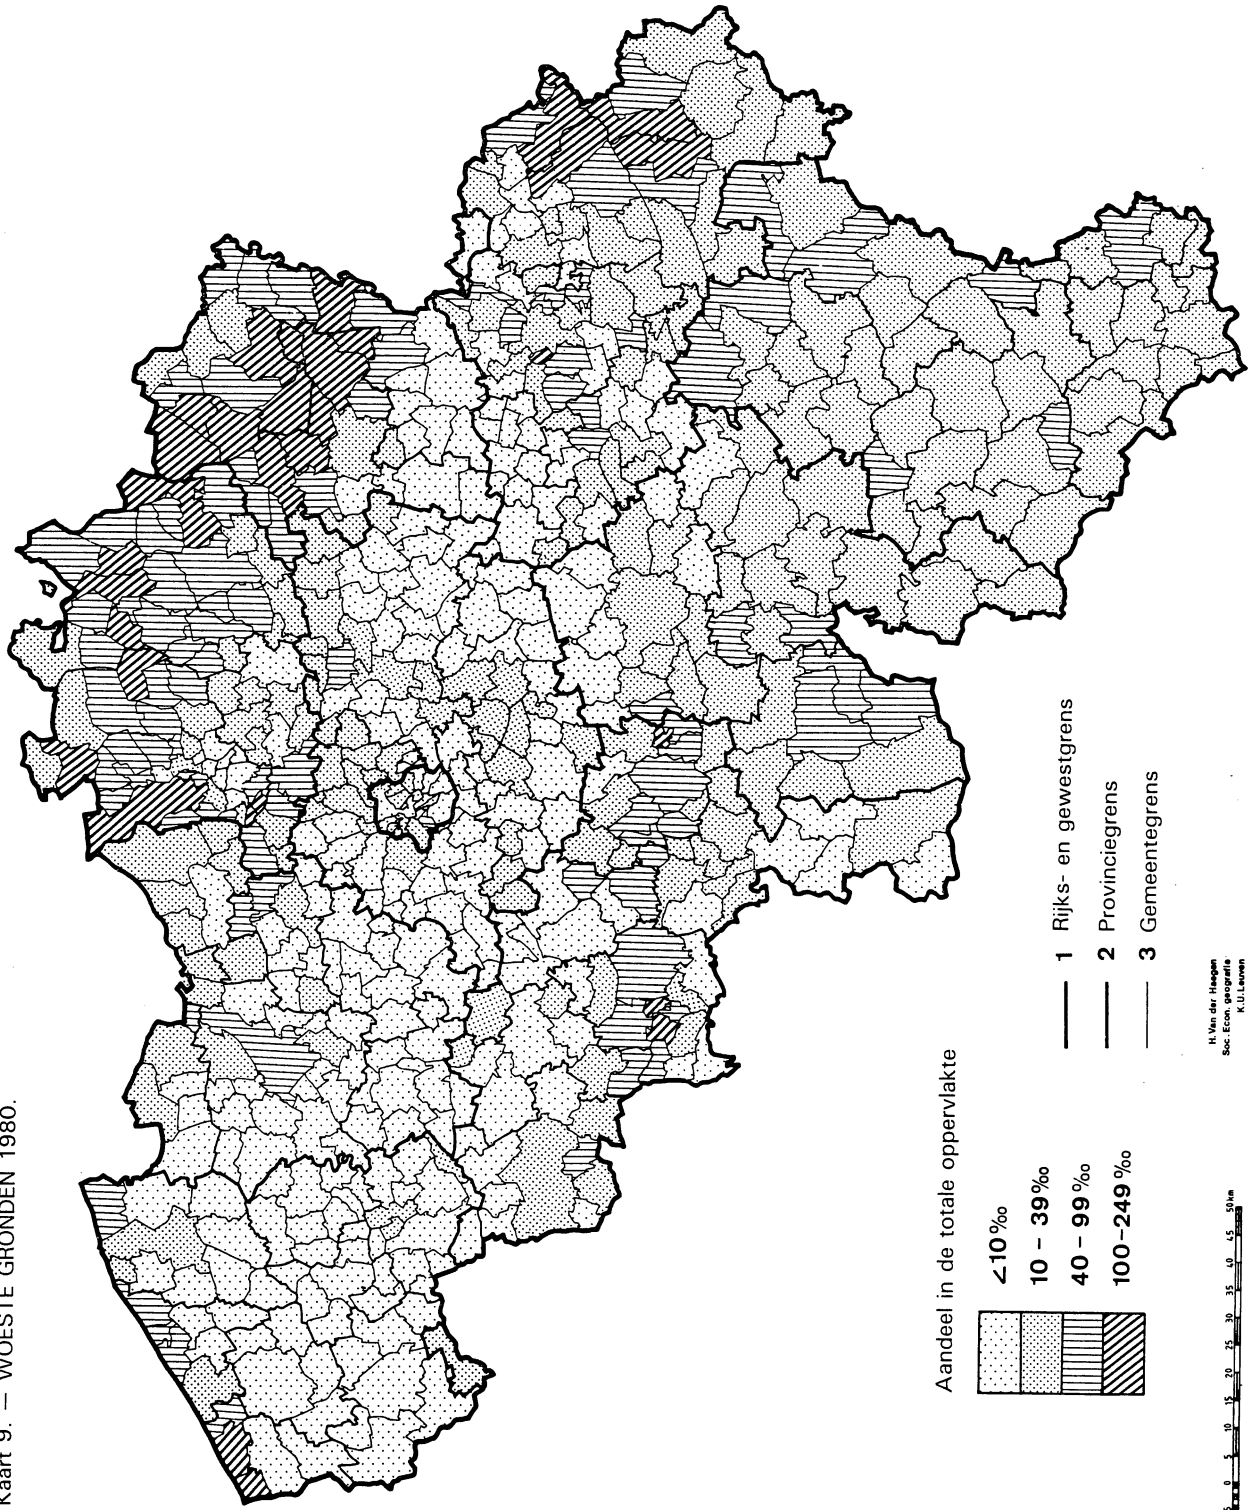 Kaart 9. — WOESTE GRONDEN 1980.
Aandeel in de totale oppervlakte
<10‰
10 – 39‰
40 – 99‰
100–249‰
1 Rijks- en gewestgrens
2 Provinciegrens
3 Gemeentegrens
5 0 5 10 15 20 25 30 35 40 45 50km
H. Van der Haegen
Soc. Econ. geografie
K.U. Leuven